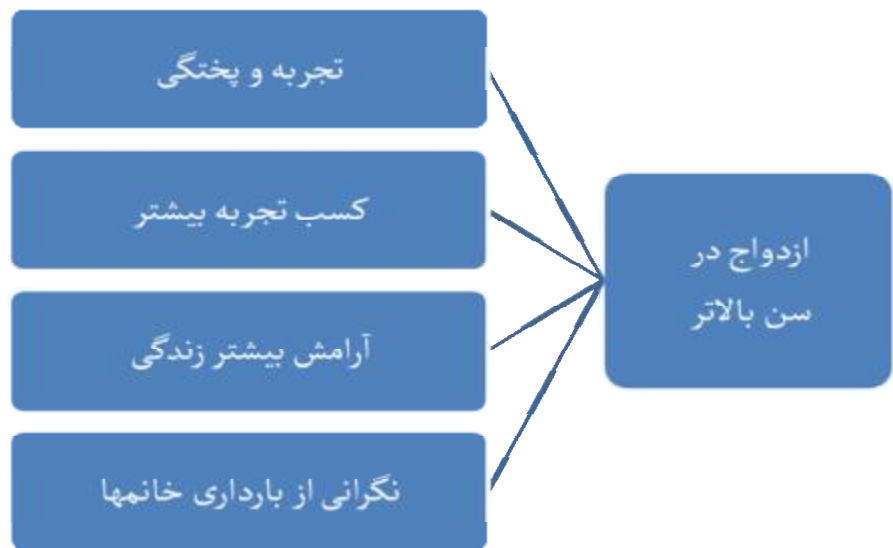 ازدواج در
سن بالاتر
تجربه و پختگی
کسب تجربه بیشتر
آرامش بیشتر زندگی
نگرانی از بارداری خانمها